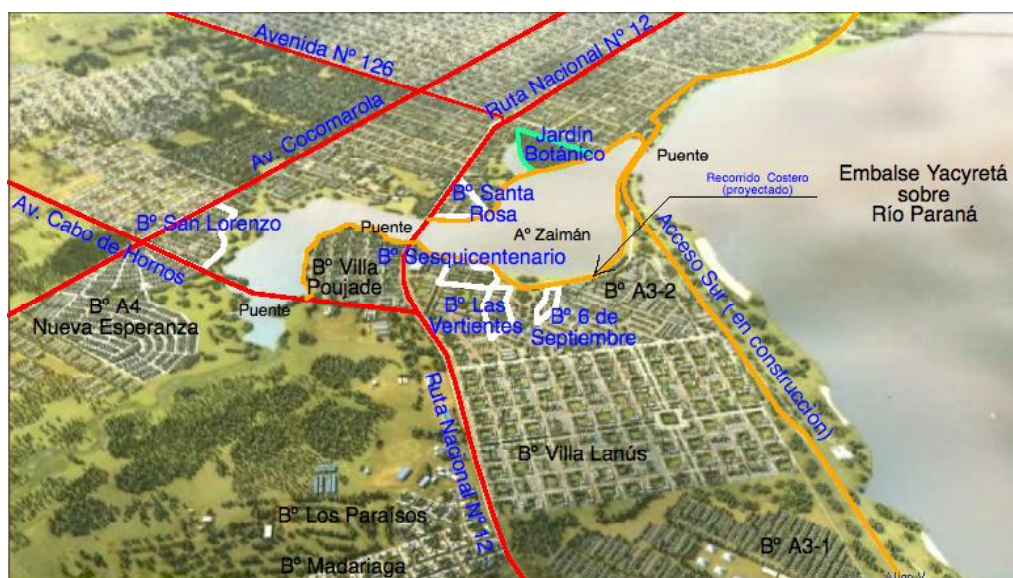 Avenida Nº 126
Ruta Nacional Nº 12
Av. Cocomarola
Jardín
Botánico
Puente
Recorrido Costero
(proyectado)
Embalse Yacyretá
sobre
Río Paraná
Bº Santa
Rosa
Av. Cabo de Hornos
Bº San Lorenzo
Puente
Aº Zaimán
Bº Sesquicentenario
Bº Villa
Poujade
Acceso Sur ( en construcción)
Bº A3-2
Bº A4
Nueva Esperanza
Puente
Bº Las
Vertientes
Bº 6 de
Septiembre
Ruta Nacional Nº 12
Bº Villa Lanús
Bº Los Paraísos
Bº Madariaga
Bº A3-1